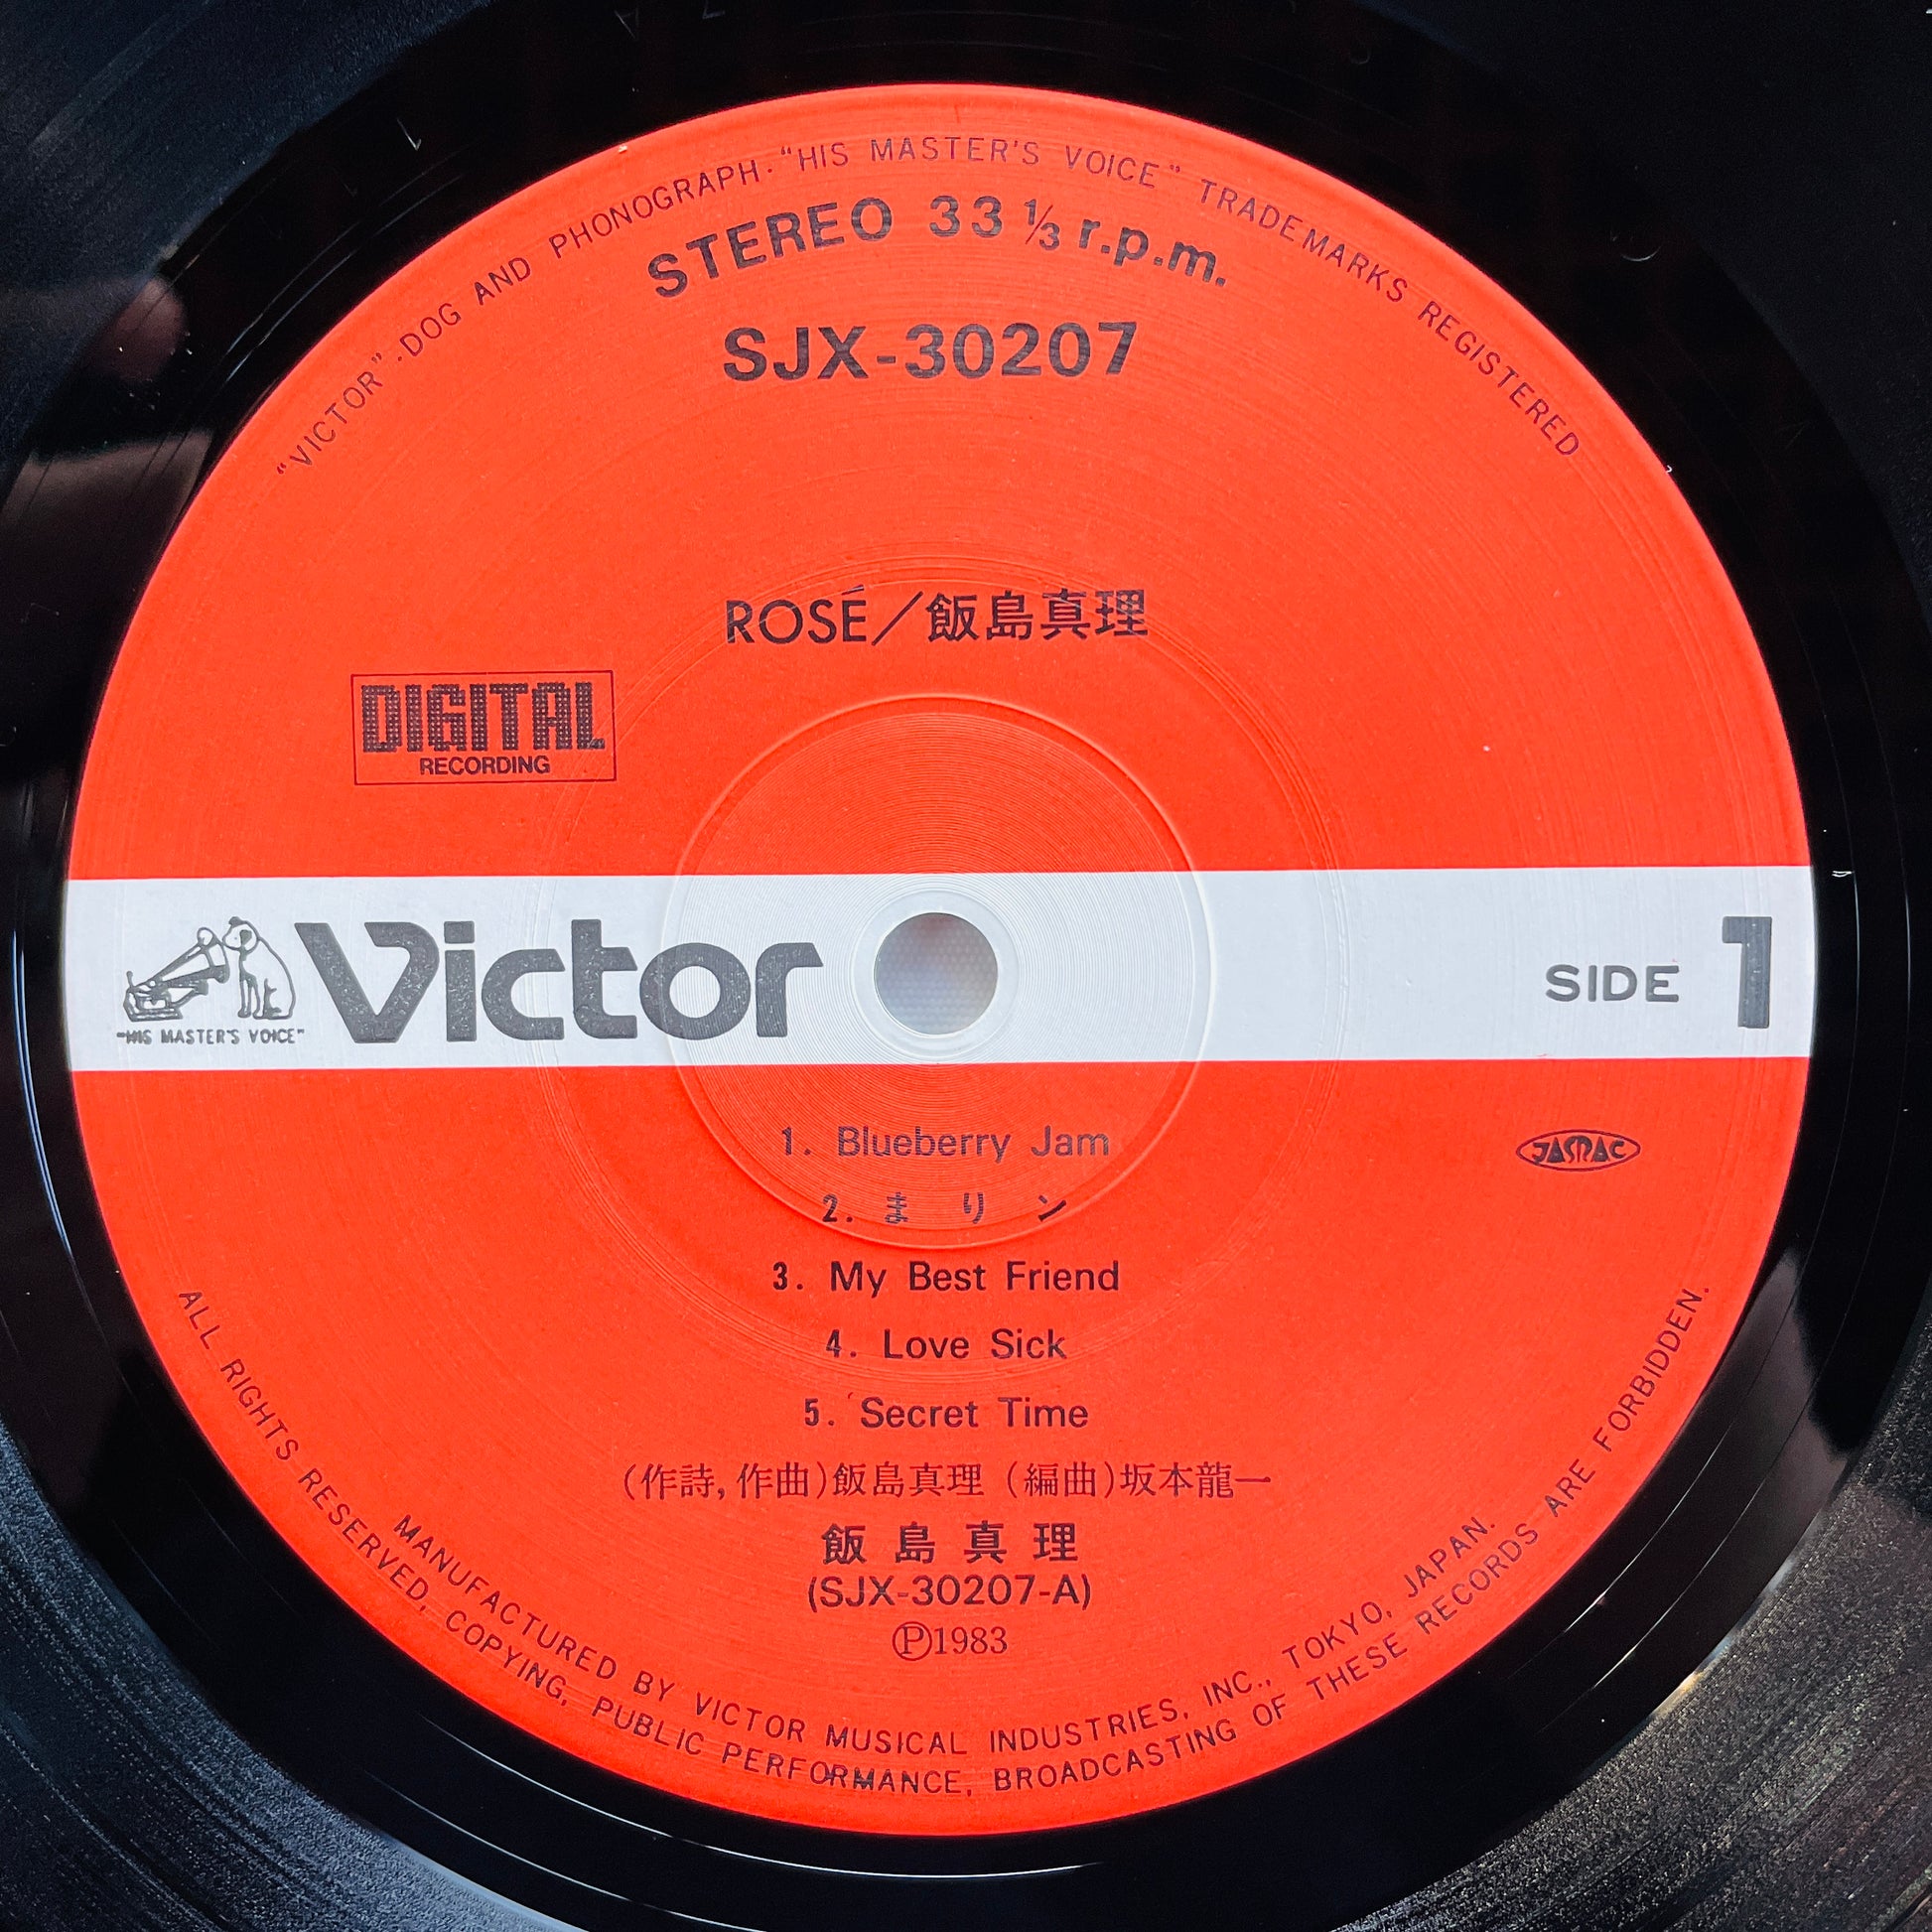 "VICTOR"·DOG AND PHONOGRAPH·"HIS MASTER'S VOICE" TRADEMARKS REGISTERED
STEREO 33⅓ r.p.m.
SJX-30207
ROSÉ／飯島真理
DIGITAL
RECORDING
"HIS MASTER'S VOICE"
Victor
SIDE 1
1. Blueberry Jam
JASRAC
2. まりン
3. My Best Friend
4. Love Sick
5. Secret Time
(作詩,作曲)飯島真理 (編曲)坂本龍一
飯島真理
(SJX-30207-A)
Ⓟ1983
MANUFACTURED BY VICTOR MUSICAL INDUSTRIES, INC., TOKYO, JAPAN.
ALL RIGHTS RESERVED, COPYING, PUBLIC PERFORMANCE, BROADCASTING OF THESE RECORDS ARE FORBIDDEN.